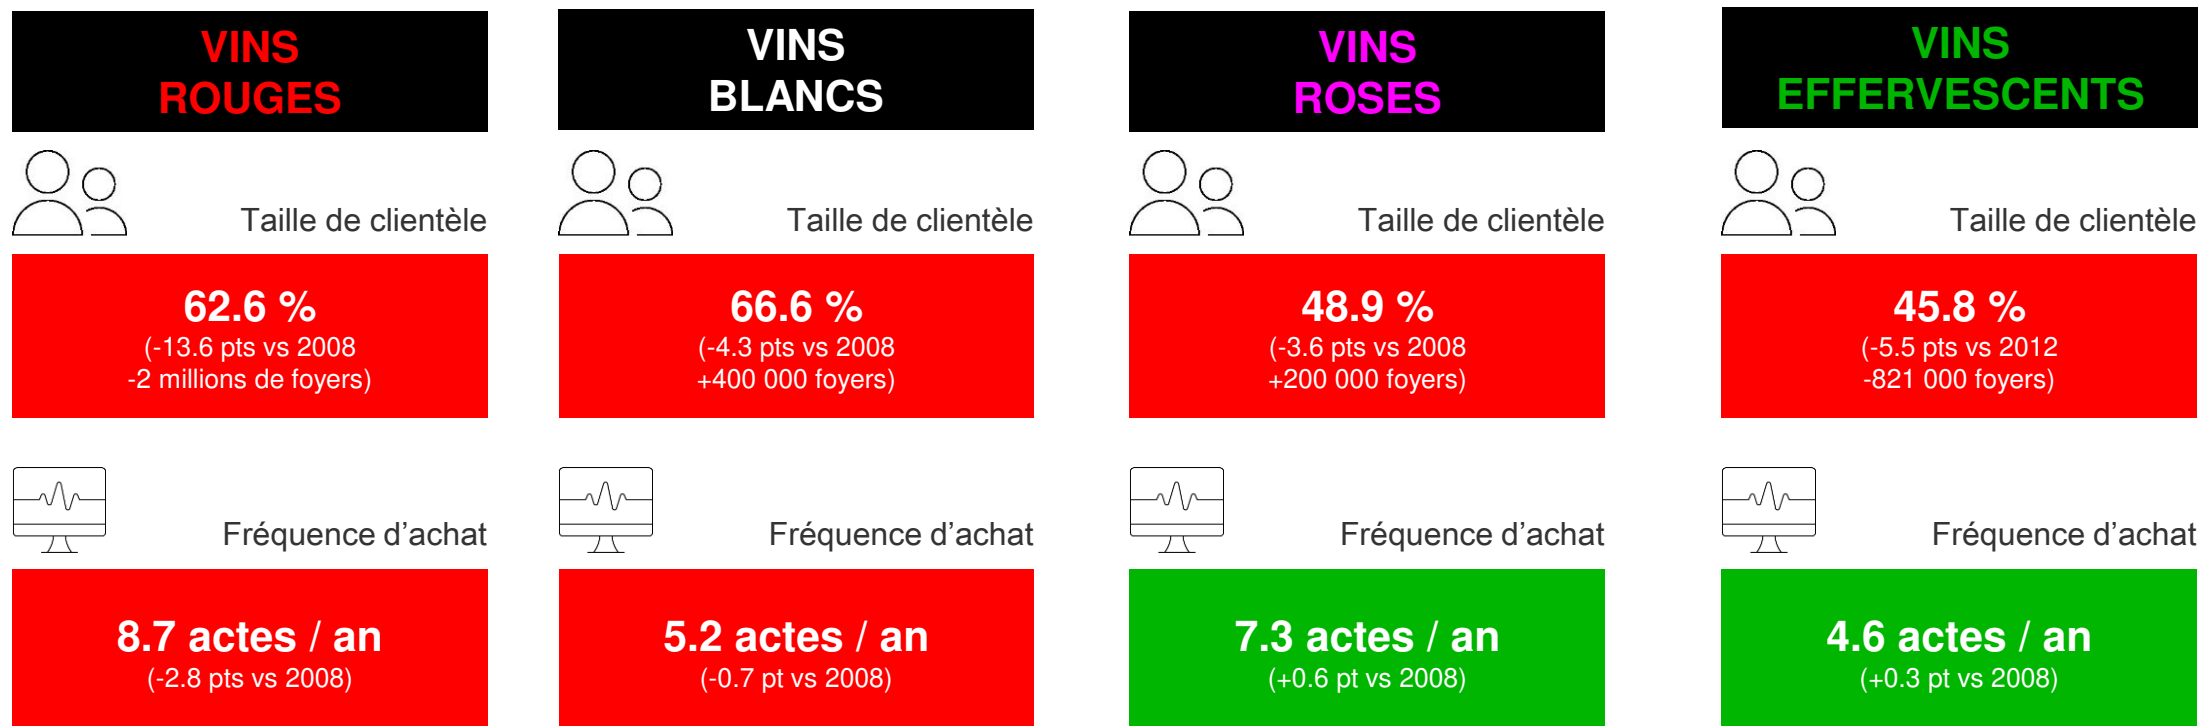 VINS
ROUGES
Taille de clientèle
62.6 %
(-13.6 pts vs 2008
-2 millions de foyers)
Fréquence d’achat
8.7 actes / an
(-2.8 pts vs 2008)
VINS
BLANCS
Taille de clientèle
66.6 %
(-4.3 pts vs 2008
+400 000 foyers)
Fréquence d’achat
5.2 actes / an
(-0.7 pt vs 2008)
VINS
ROSES
Taille de clientèle
48.9 %
(-3.6 pts vs 2008
+200 000 foyers)
Fréquence d’achat
7.3 actes / an
(+0.6 pt vs 2008)
VINS
EFFERVESCENTS
Taille de clientèle
45.8 %
(-5.5 pts vs 2012
-821 000 foyers)
Fréquence d’achat
4.6 actes / an
(+0.3 pt vs 2008)